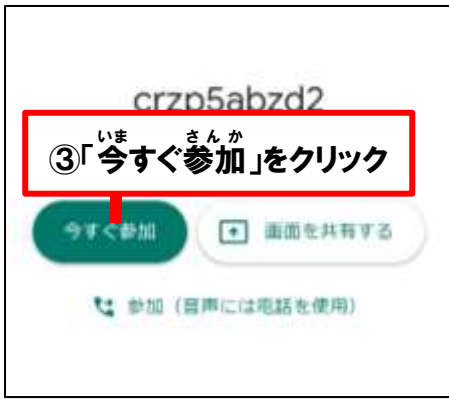 crzp5abzd2
いま さんか
③「今すぐ参加」をクリック
今すぐ参加 画面を共有する
参加（音声には電話を使用）